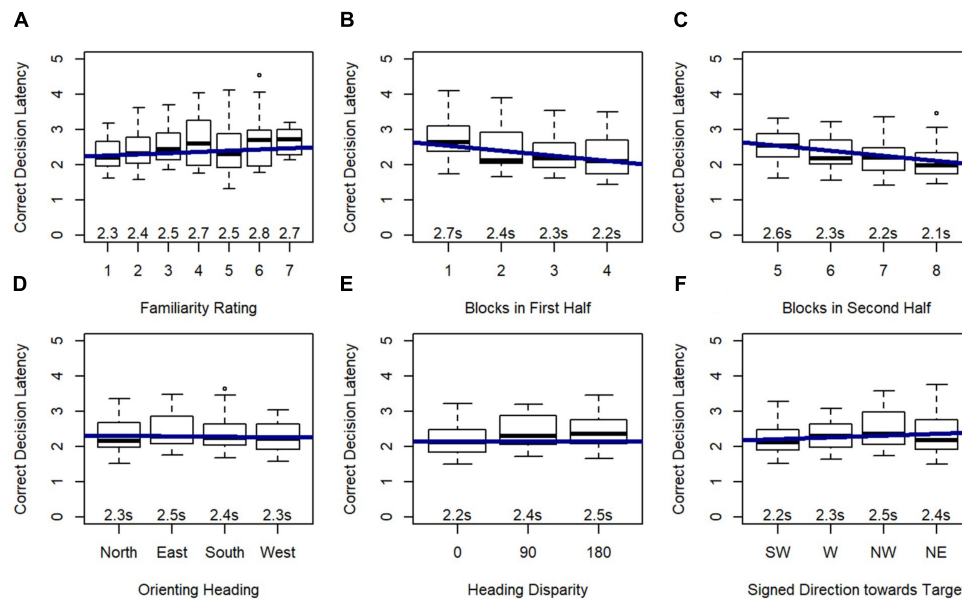 A
Correct Decision Latency
5
4
3
2
1
0
2.3 2.4 2.5 2.7 2.5 2.8 2.7
1 2 3 4 5 6 7
Familiarity Rating
B
Correct Decision Latency
5
4
3
2
1
0
2.7s 2.4s 2.3s 2.2s
1 2 3 4
Blocks in First Half
C
Correct Decision Latency
5
4
3
2
1
0
2.6s 2.3s 2.2s 2.1s
5 6 7 8
Blocks in Second Half
D
Correct Decision Latency
5
4
3
2
1
0
2.3s 2.5s 2.4s 2.3s
North East South West
Orienting Heading
E
Correct Decision Latency
5
4
3
2
1
0
2.2s 2.4s 2.5s
0 90 180
Heading Disparity
F
Correct Decision Latency
5
4
3
2
1
0
2.2s 2.3s 2.5s 2.4s
SW W NW NE
Signed Direction towards Targe